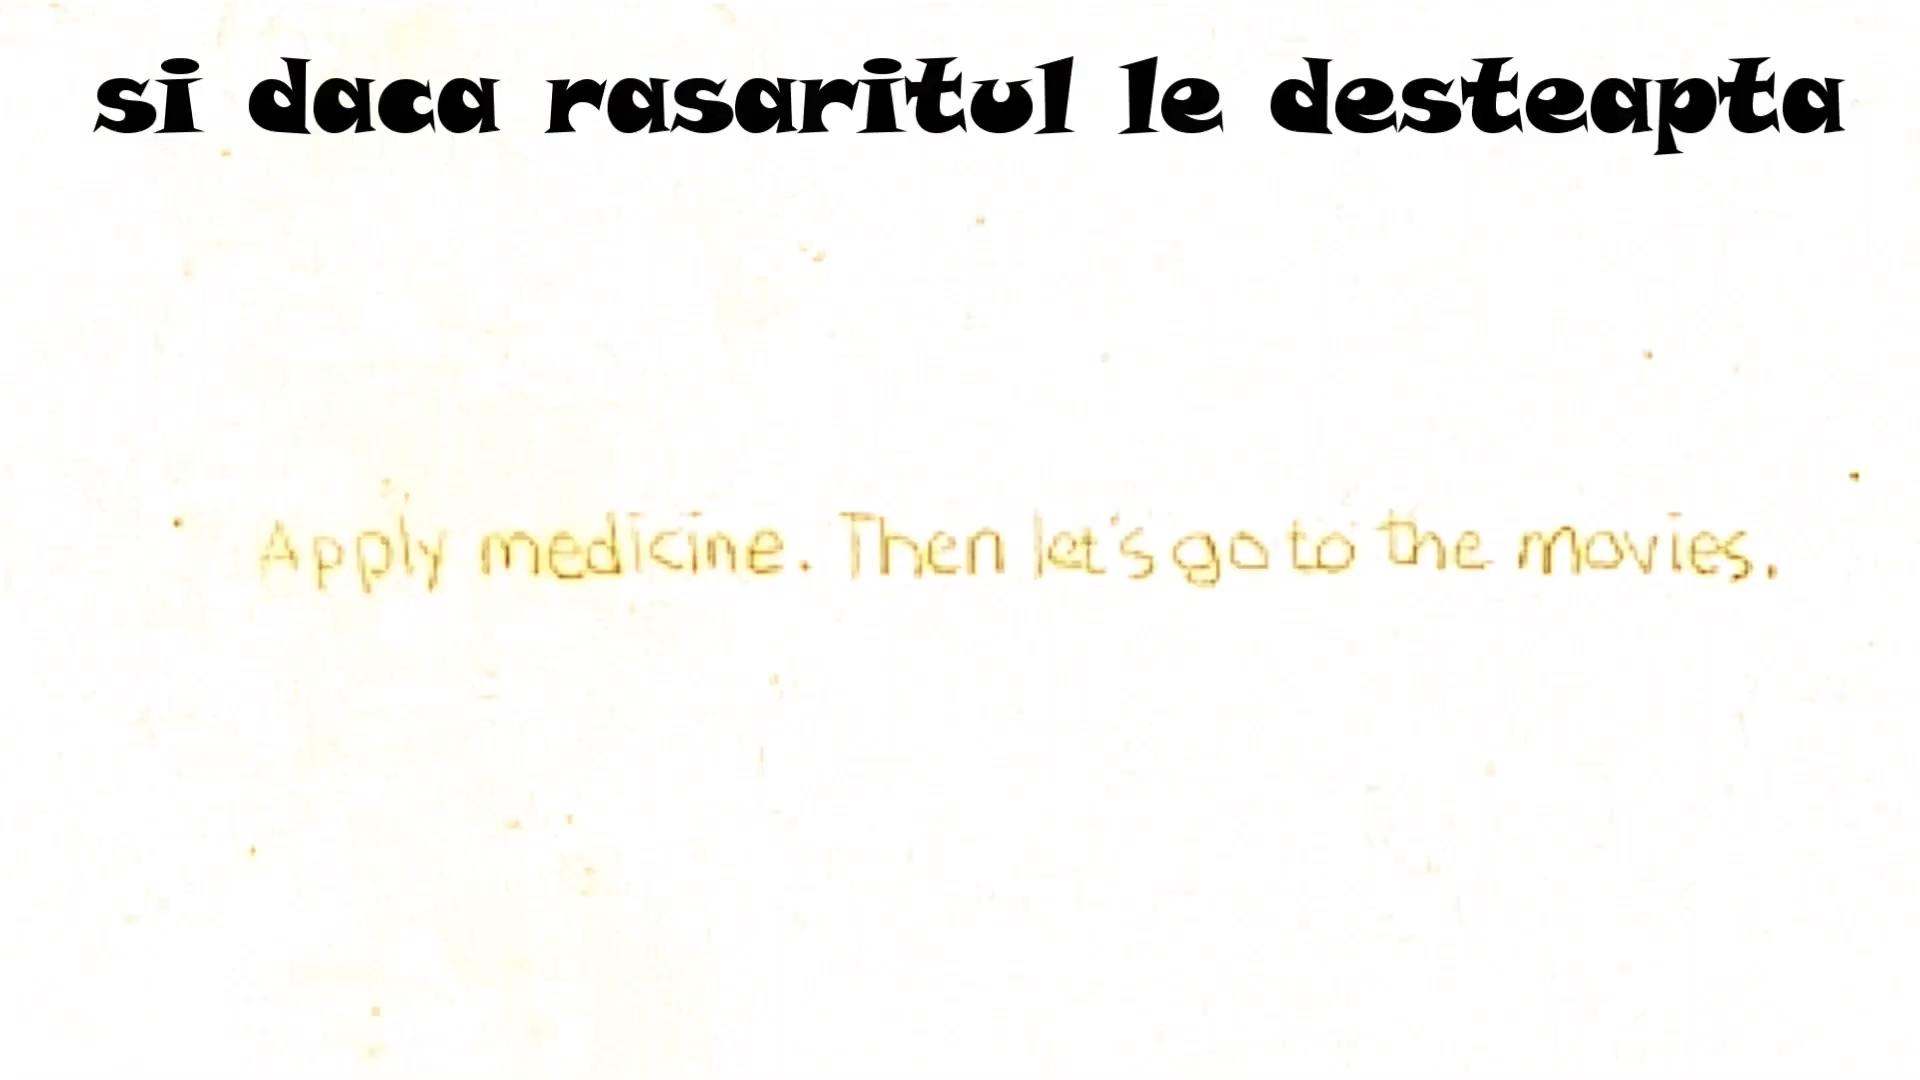 si daca rasaritul le desteapta
Apply medicine. Then let's go to the movies.